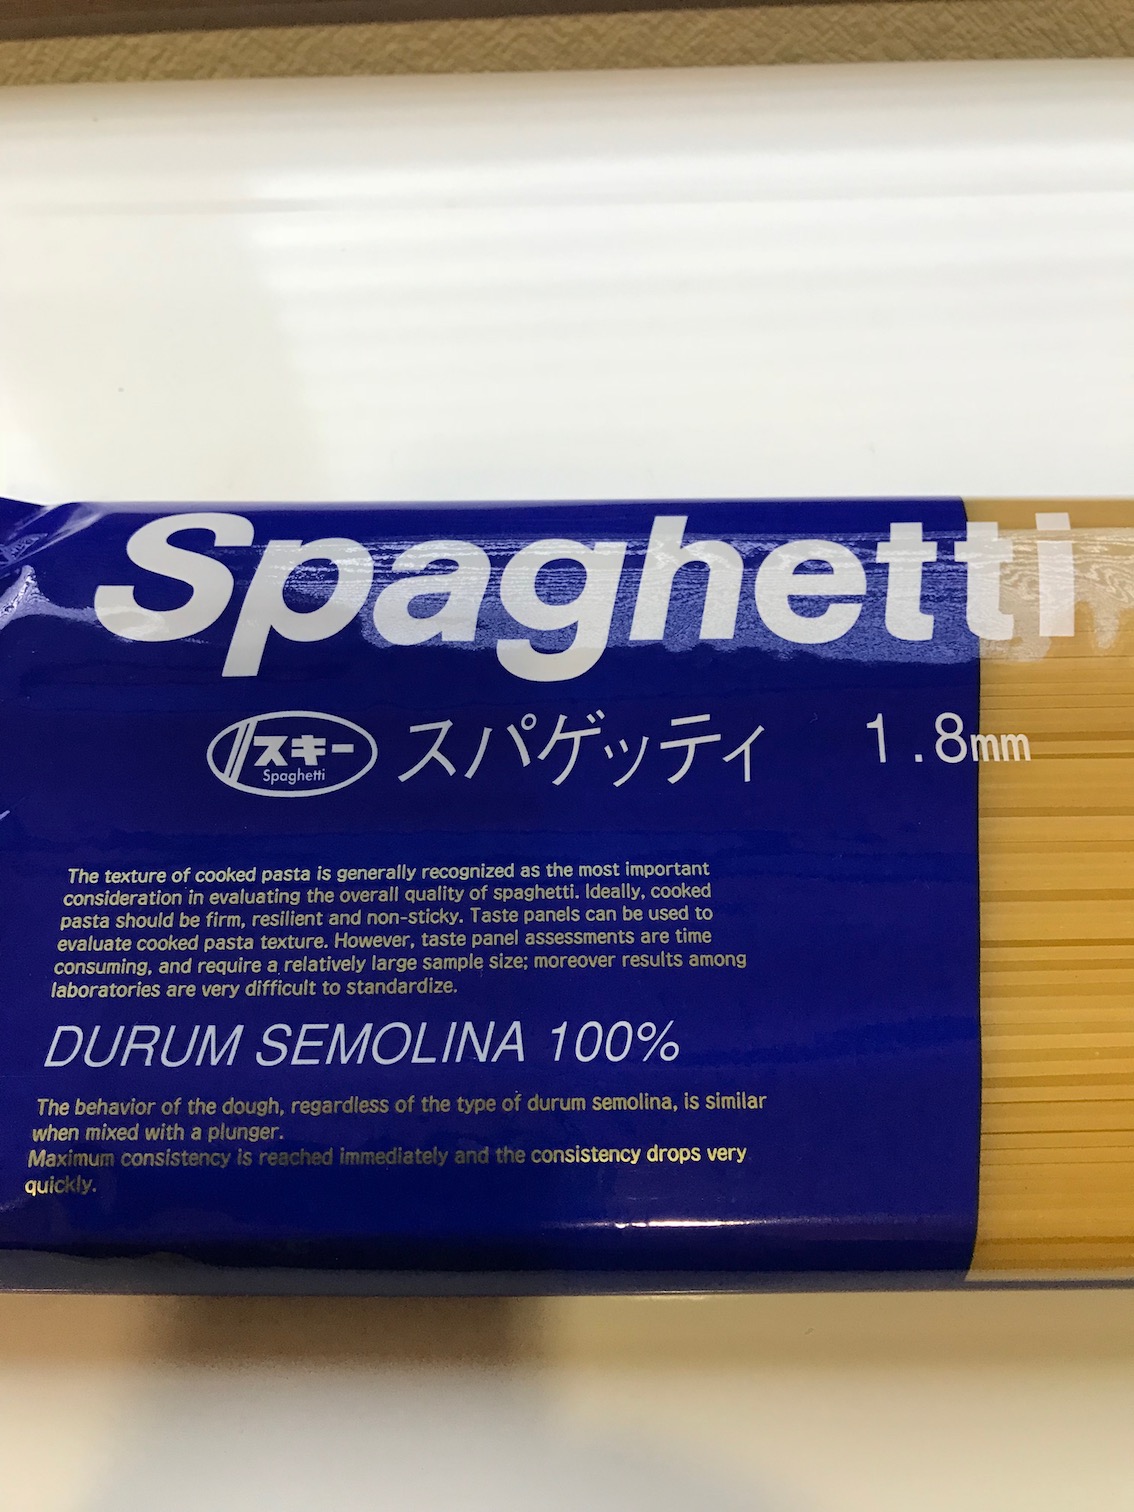 Spaghetti
スキー
Spaghetti
スパゲッティ 1.8mm
The texture of cooked pasta is generally recognized as the most important
consideration in evaluating the overall quality of spaghetti. Ideally, cooked
pasta should be firm, resilient and non-sticky. Taste panels can be used to
evaluate cooked pasta texture. However, taste panel assessments are time
consuming, and require a relatively large sample size; moreover results among
laboratories are very difficult to standardize.
DURUM SEMOLINA 100%
The behavior of the dough, regardless of the type of durum semolina, is similar
when mixed with a plunger.
Maximum consistency is reached immediately and the consistency drops very
quickly.